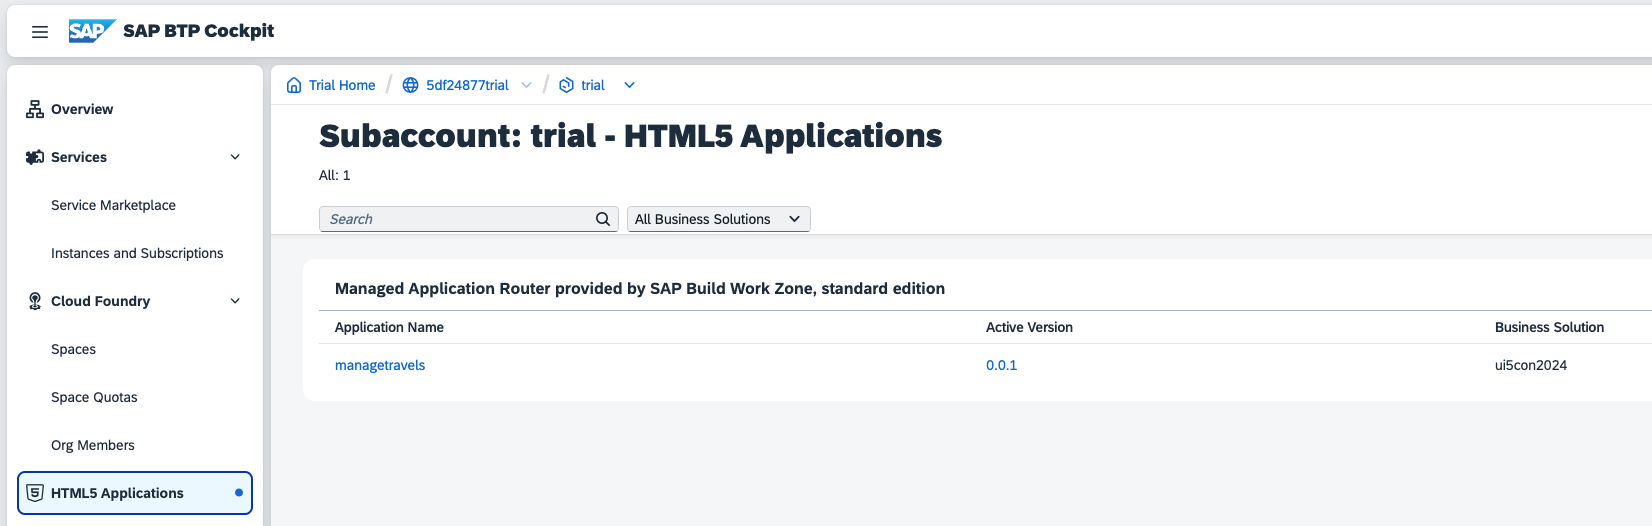 SAP SAP BTP Cockpit
Overview
Services
Service Marketplace
Instances and Subscriptions
Cloud Foundry
Spaces
Space Quotas
Org Members
HTML5 Applications
Trial Home / 5df24877trial / trial
Subaccount: trial - HTML5 Applications
All: 1
Search All Business Solutions
Managed Application Router provided by SAP Build Work Zone, standard edition
Application Name Active Version Business Solution
managetravels 0.0.1 ui5con2024